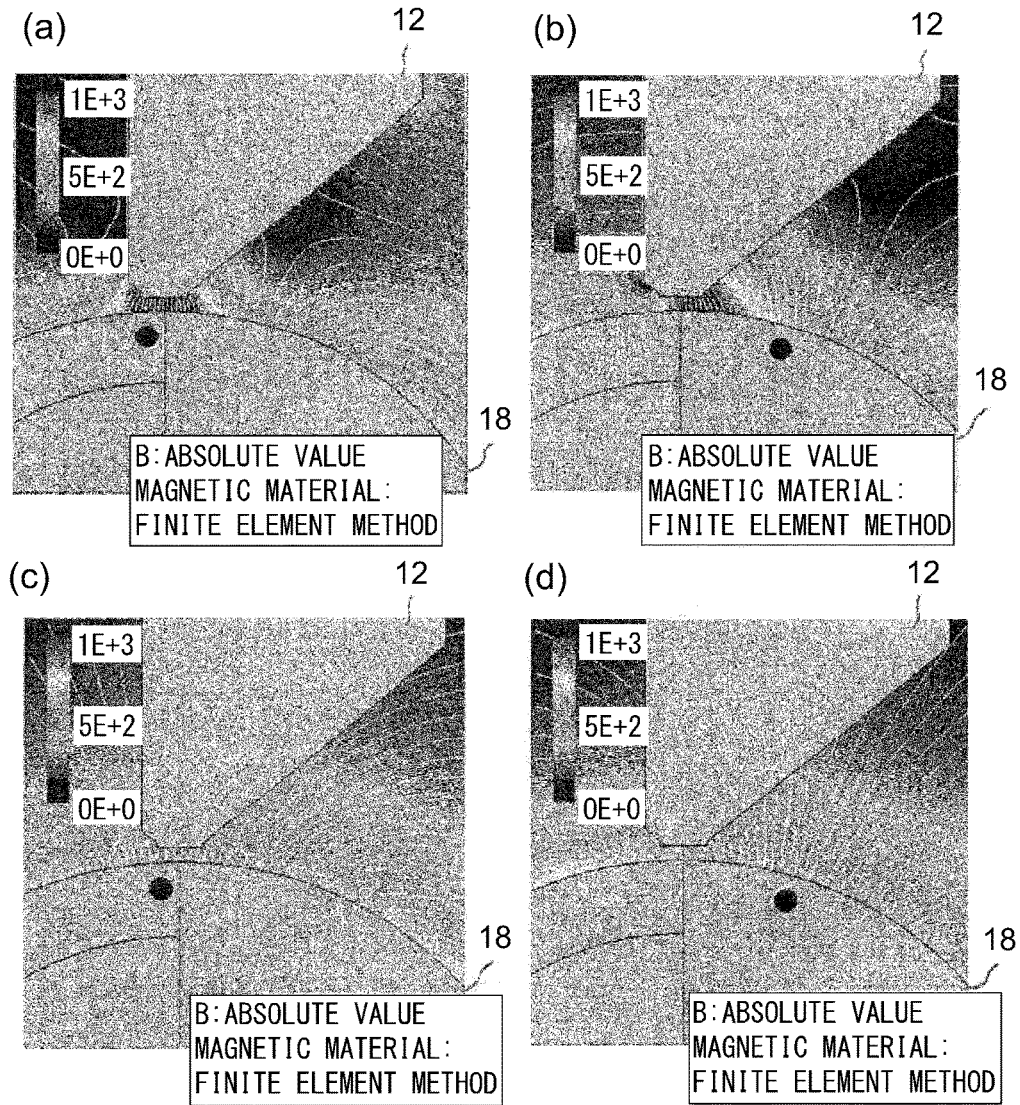 (a)
12
1E+3
5E+2
0E+0
18
B:ABSOLUTE VALUE
MAGNETIC MATERIAL:
FINITE ELEMENT METHOD
(b)
12
1E+3
5E+2
0E+0
18
B:ABSOLUTE VALUE
MAGNETIC MATERIAL:
FINITE ELEMENT METHOD
(c)
12
1E+3
5E+2
0E+0
18
B:ABSOLUTE VALUE
MAGNETIC MATERIAL:
FINITE ELEMENT METHOD
(d)
12
1E+3
5E+2
0E+0
18
B:ABSOLUTE VALUE
MAGNETIC MATERIAL:
FINITE ELEMENT METHOD